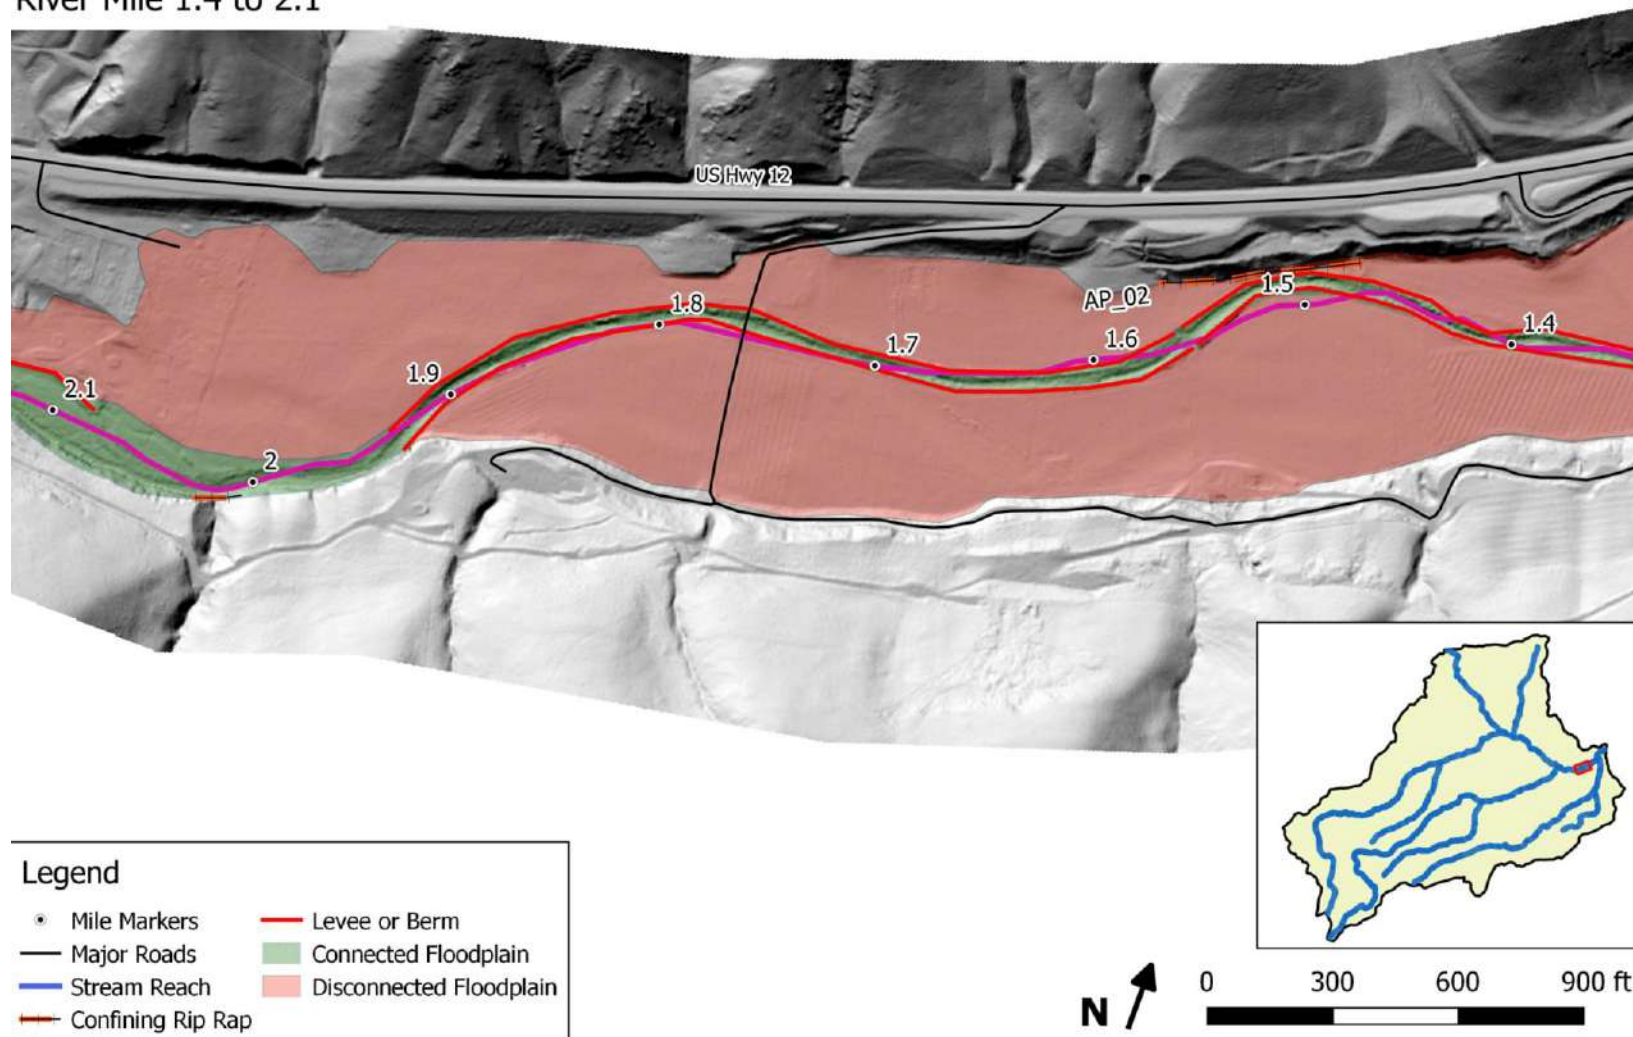 River Mile 1.4 to 2.1
US Hwy 12
AP_02
1.5
1.8
1.4
1.6
1.7
1.9
2.1
2
Legend
Mile Markers
Major Roads
Stream Reach
Confining Rip Rap
Levee or Berm
Connected Floodplain
Disconnected Floodplain
N
0 300 600 900 ft